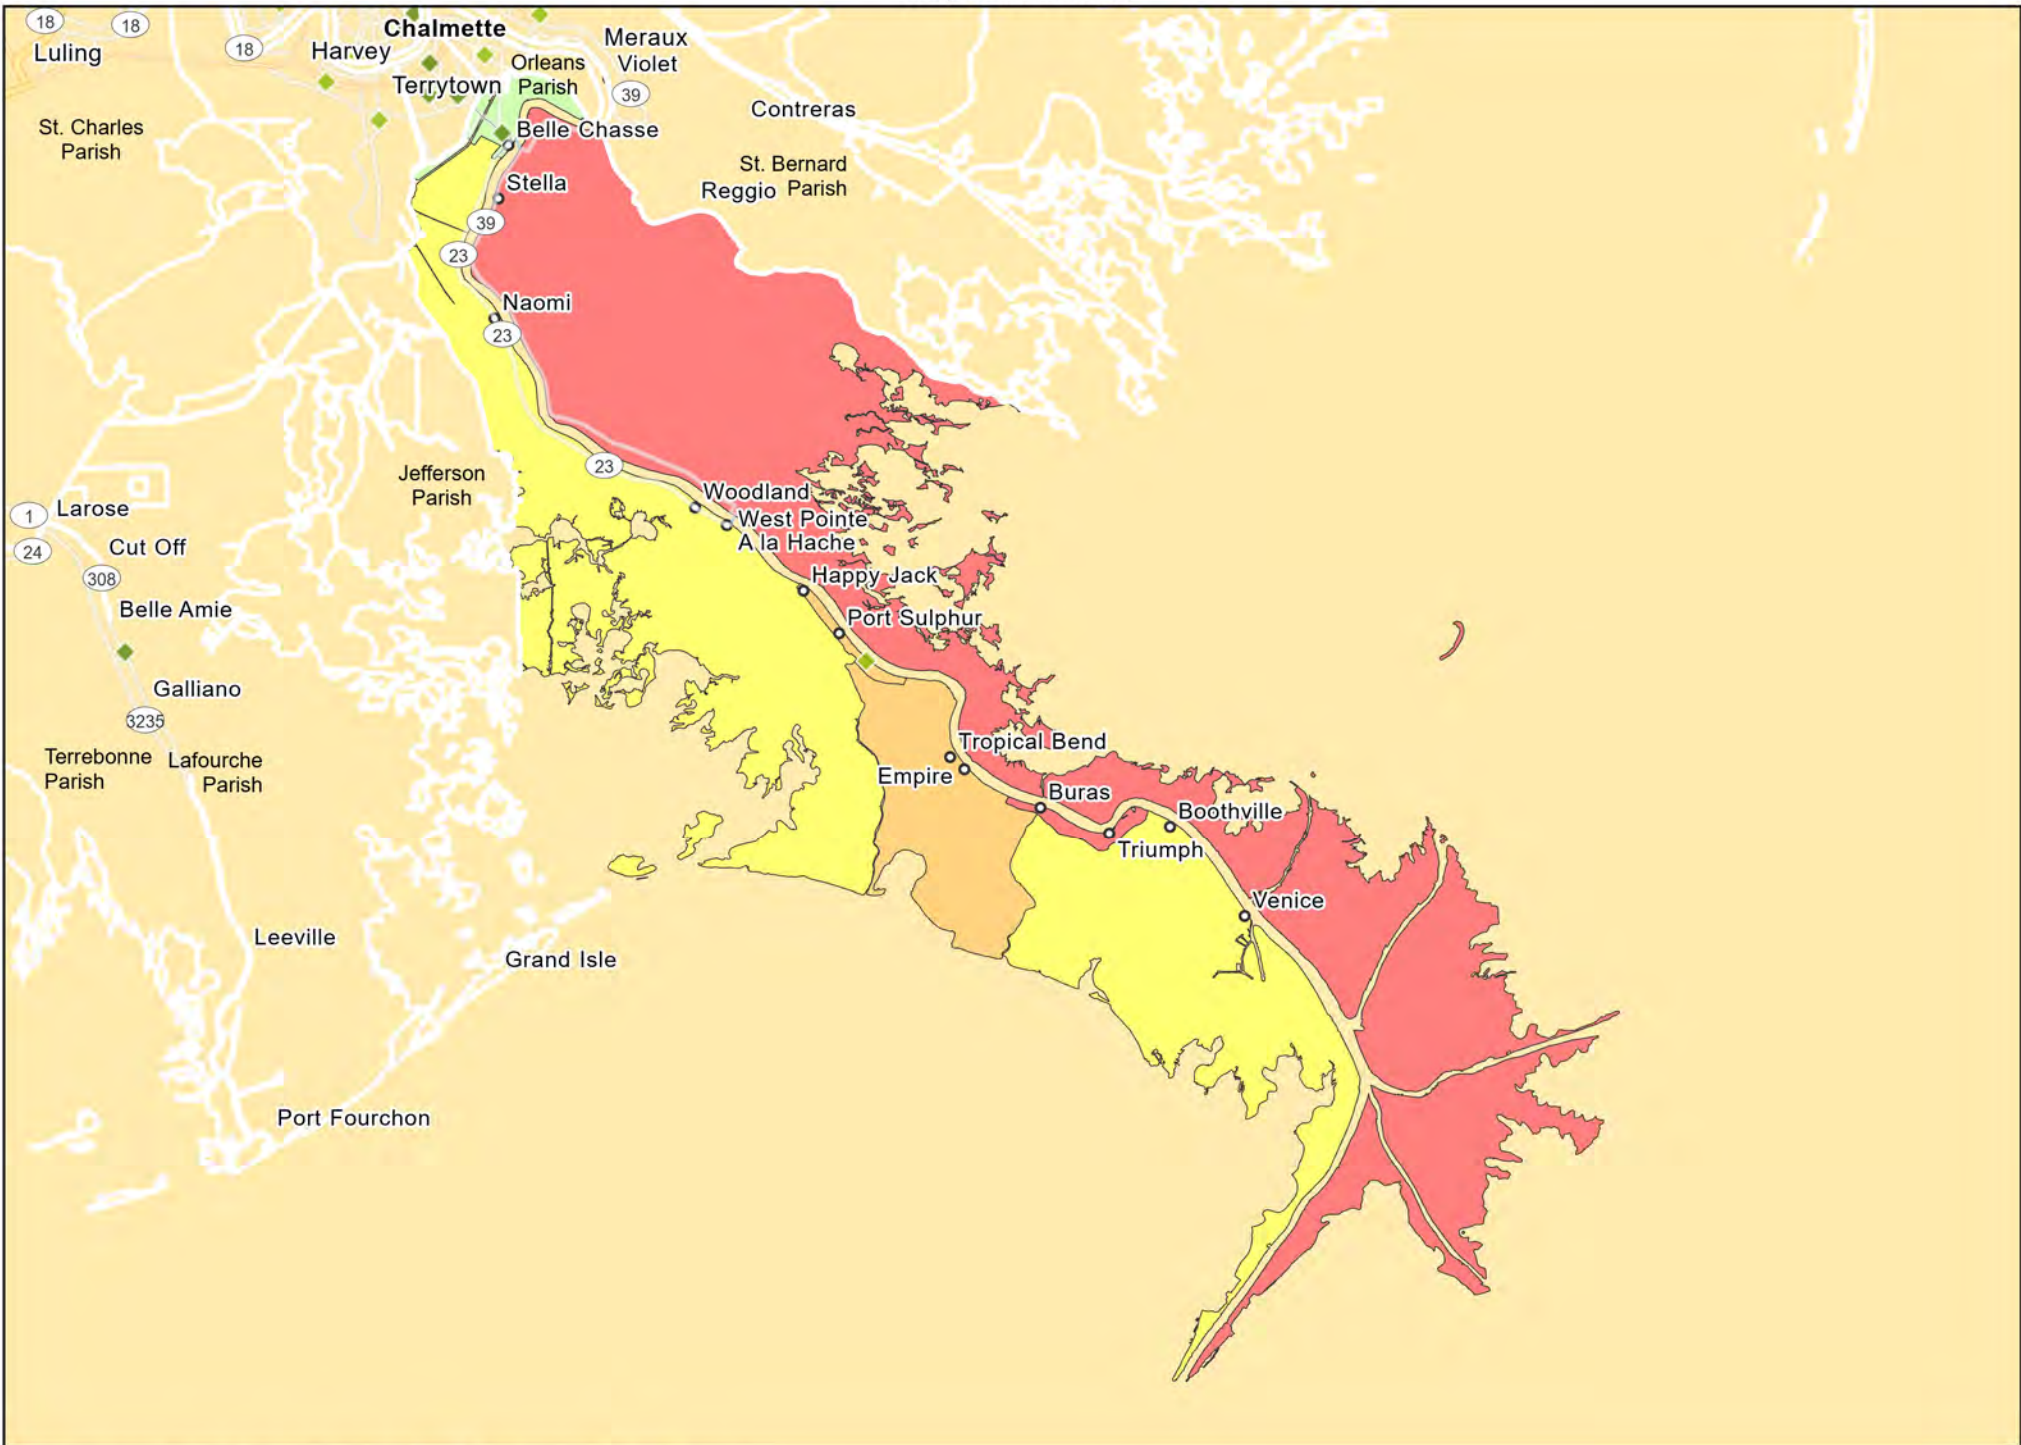 18
18
18
Chalmette
Harvey
Luling
Meraux
Violet
Orleans
Parish
Terrytown
39
Contreras
St. Charles
Parish
Belle Chasse
St. Bernard
Parish
Reggio
Stella
39
23
Naomi
23
23
Jefferson
Parish
Woodland
West Pointe
A la Hache
1
Larose
24
Cut Off
308
Happy Jack
Belle Amie
Port Sulphur
Galliano
3235
Terrebonne
Parish
Lafourche
Parish
Tropical Bend
Empire
Buras
Boothville
Triumph
Venice
Leeville
Grand Isle
Port Fourchon